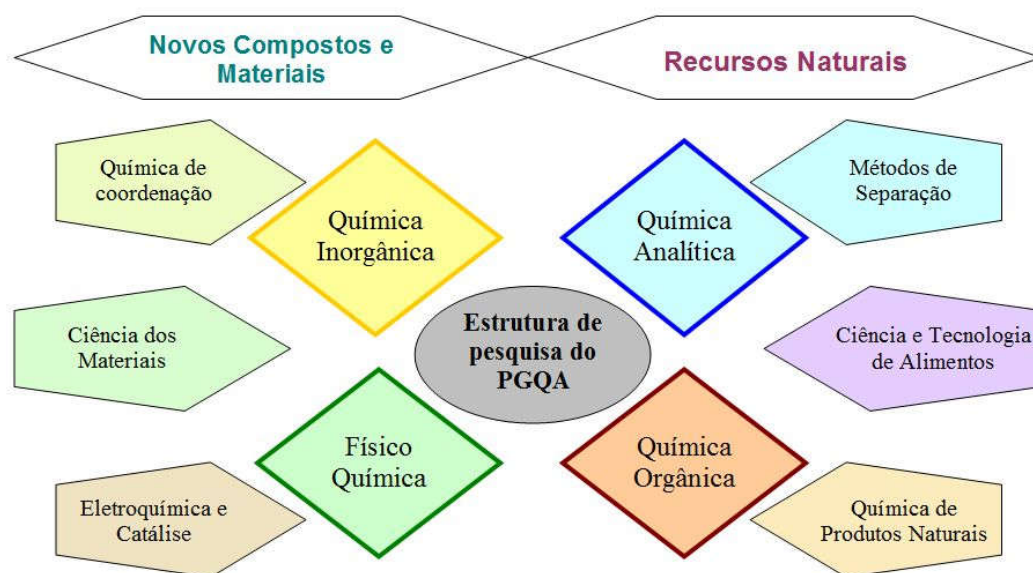 Novos Compostos e
Materiais
Recursos Naturais
Química de
coordenação
Química
Inorgânica
Química
Analítica
Métodos de
Separação
Ciência dos
Materiais
Estrutura de
pesquisa do
PGQA
Ciência e Tecnologia
de Alimentos
Eletroquímica e
Catálise
Físico
Química
Química
Orgânica
Química de
Produtos Naturais